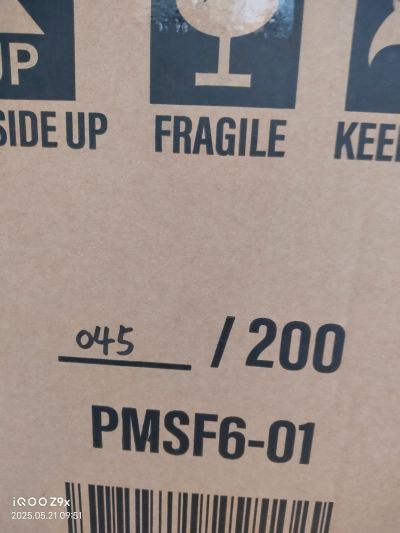 UP
SIDE UP
FRAGILE
KEE
045 / 200
PMSF6-01
iQOO Z9x
2025.05.21 09:51